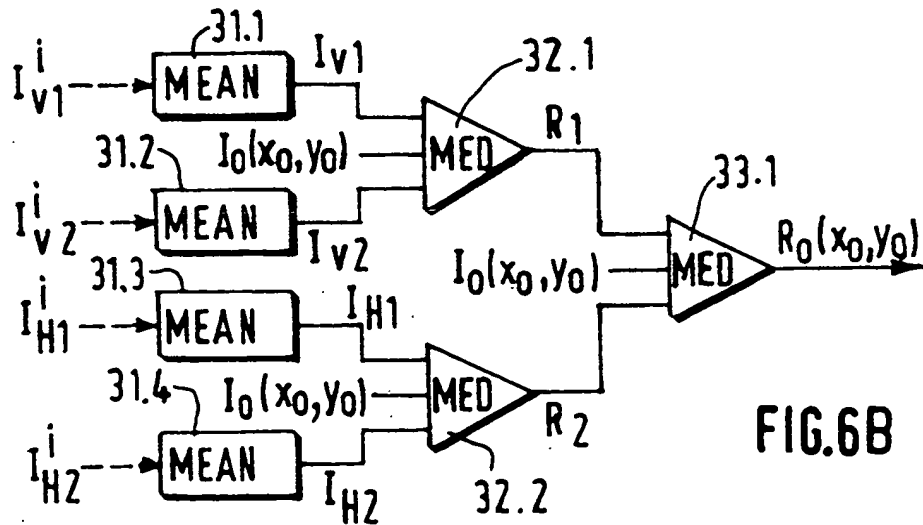 31.1
I^i_v1
MEAN
I_v1
32.1
I_0(x_0,y_0)
MED
R_1
31.2
I^i_v2
MEAN
I_v2
33.1
I_0(x_0,y_0)
MED
R_0(x_0,y_0)
31.3
I^i_H1
MEAN
I_H1
I_0(x_0,y_0)
MED
R_2
32.2
31.4
I^i_H2
MEAN
I_H2
FIG.6B